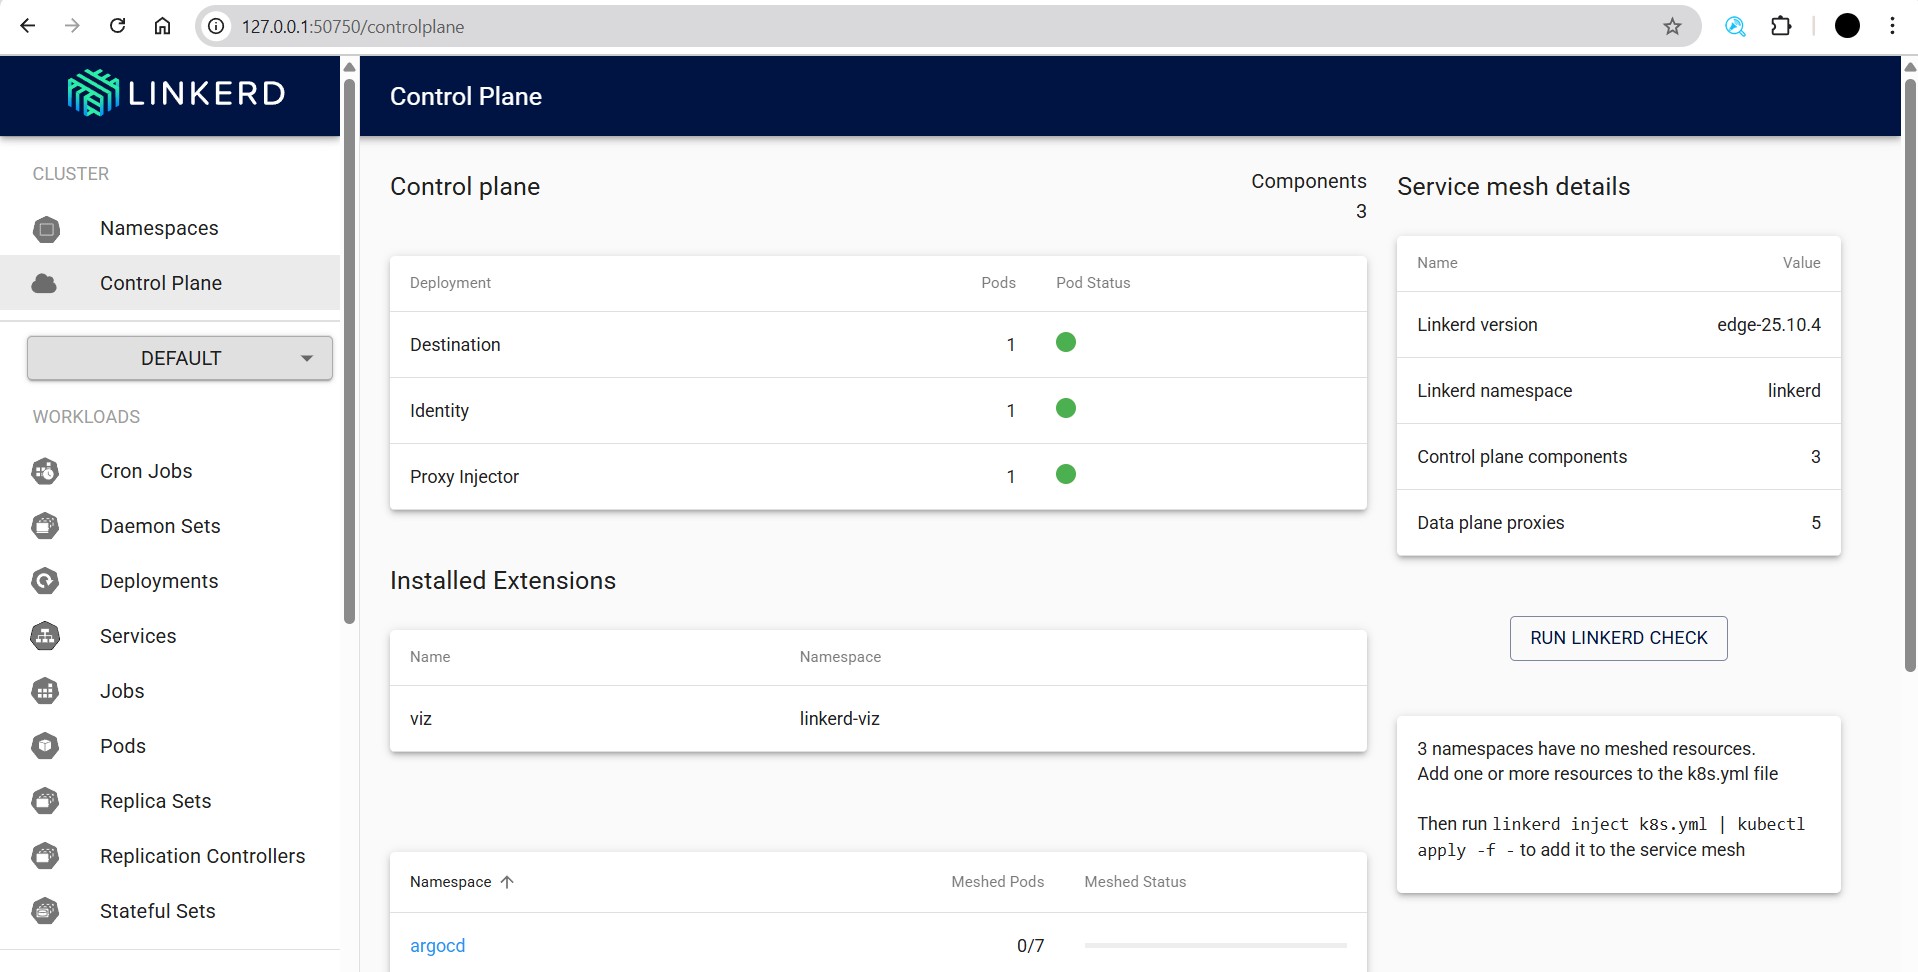 127.0.0.1:50750/controlplane
LINKERD
Control Plane
CLUSTER
Namespaces
Control Plane
DEFAULT
WORKLOADS
Cron Jobs
Daemon Sets
Deployments
Services
Jobs
Pods
Replica Sets
Replication Controllers
Stateful Sets
Control plane
Components
3
Deployment Pods Pod Status
Destination 1
Identity 1
Proxy Injector 1
Installed Extensions
Name Namespace
viz linkerd-viz
Namespace Meshed Pods Meshed Status
argocd 0/7
Service mesh details
Name Value
Linkerd version edge-25.10.4
Linkerd namespace linkerd
Control plane components 3
Data plane proxies 5
RUN LINKERD CHECK
3 namespaces have no meshed resources.
Add one or more resources to the k8s.yml file
Then run linkerd inject k8s.yml | kubectl
apply -f - to add it to the service mesh